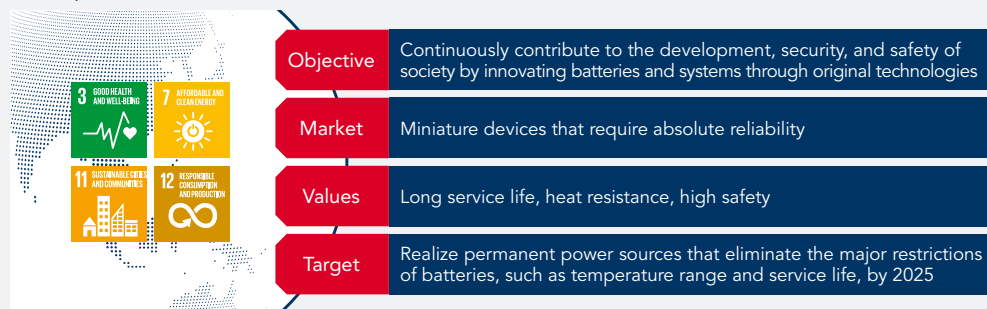 3 GOOD HEALTH
AND WELL-BEING
7 AFFORDABLE AND
CLEAN ENERGY
11 SUSTAINABLE CITIES
AND COMMUNITIES
12 RESPONSIBLE
CONSUMPTION
AND PRODUCTION
Objective
Continuously contribute to the development, security, and safety of
society by innovating batteries and systems through original technologies
Market
Miniature devices that require absolute reliability
Values
Long service life, heat resistance, high safety
Target
Realize permanent power sources that eliminate the major restrictions
of batteries, such as temperature range and service life, by 2025